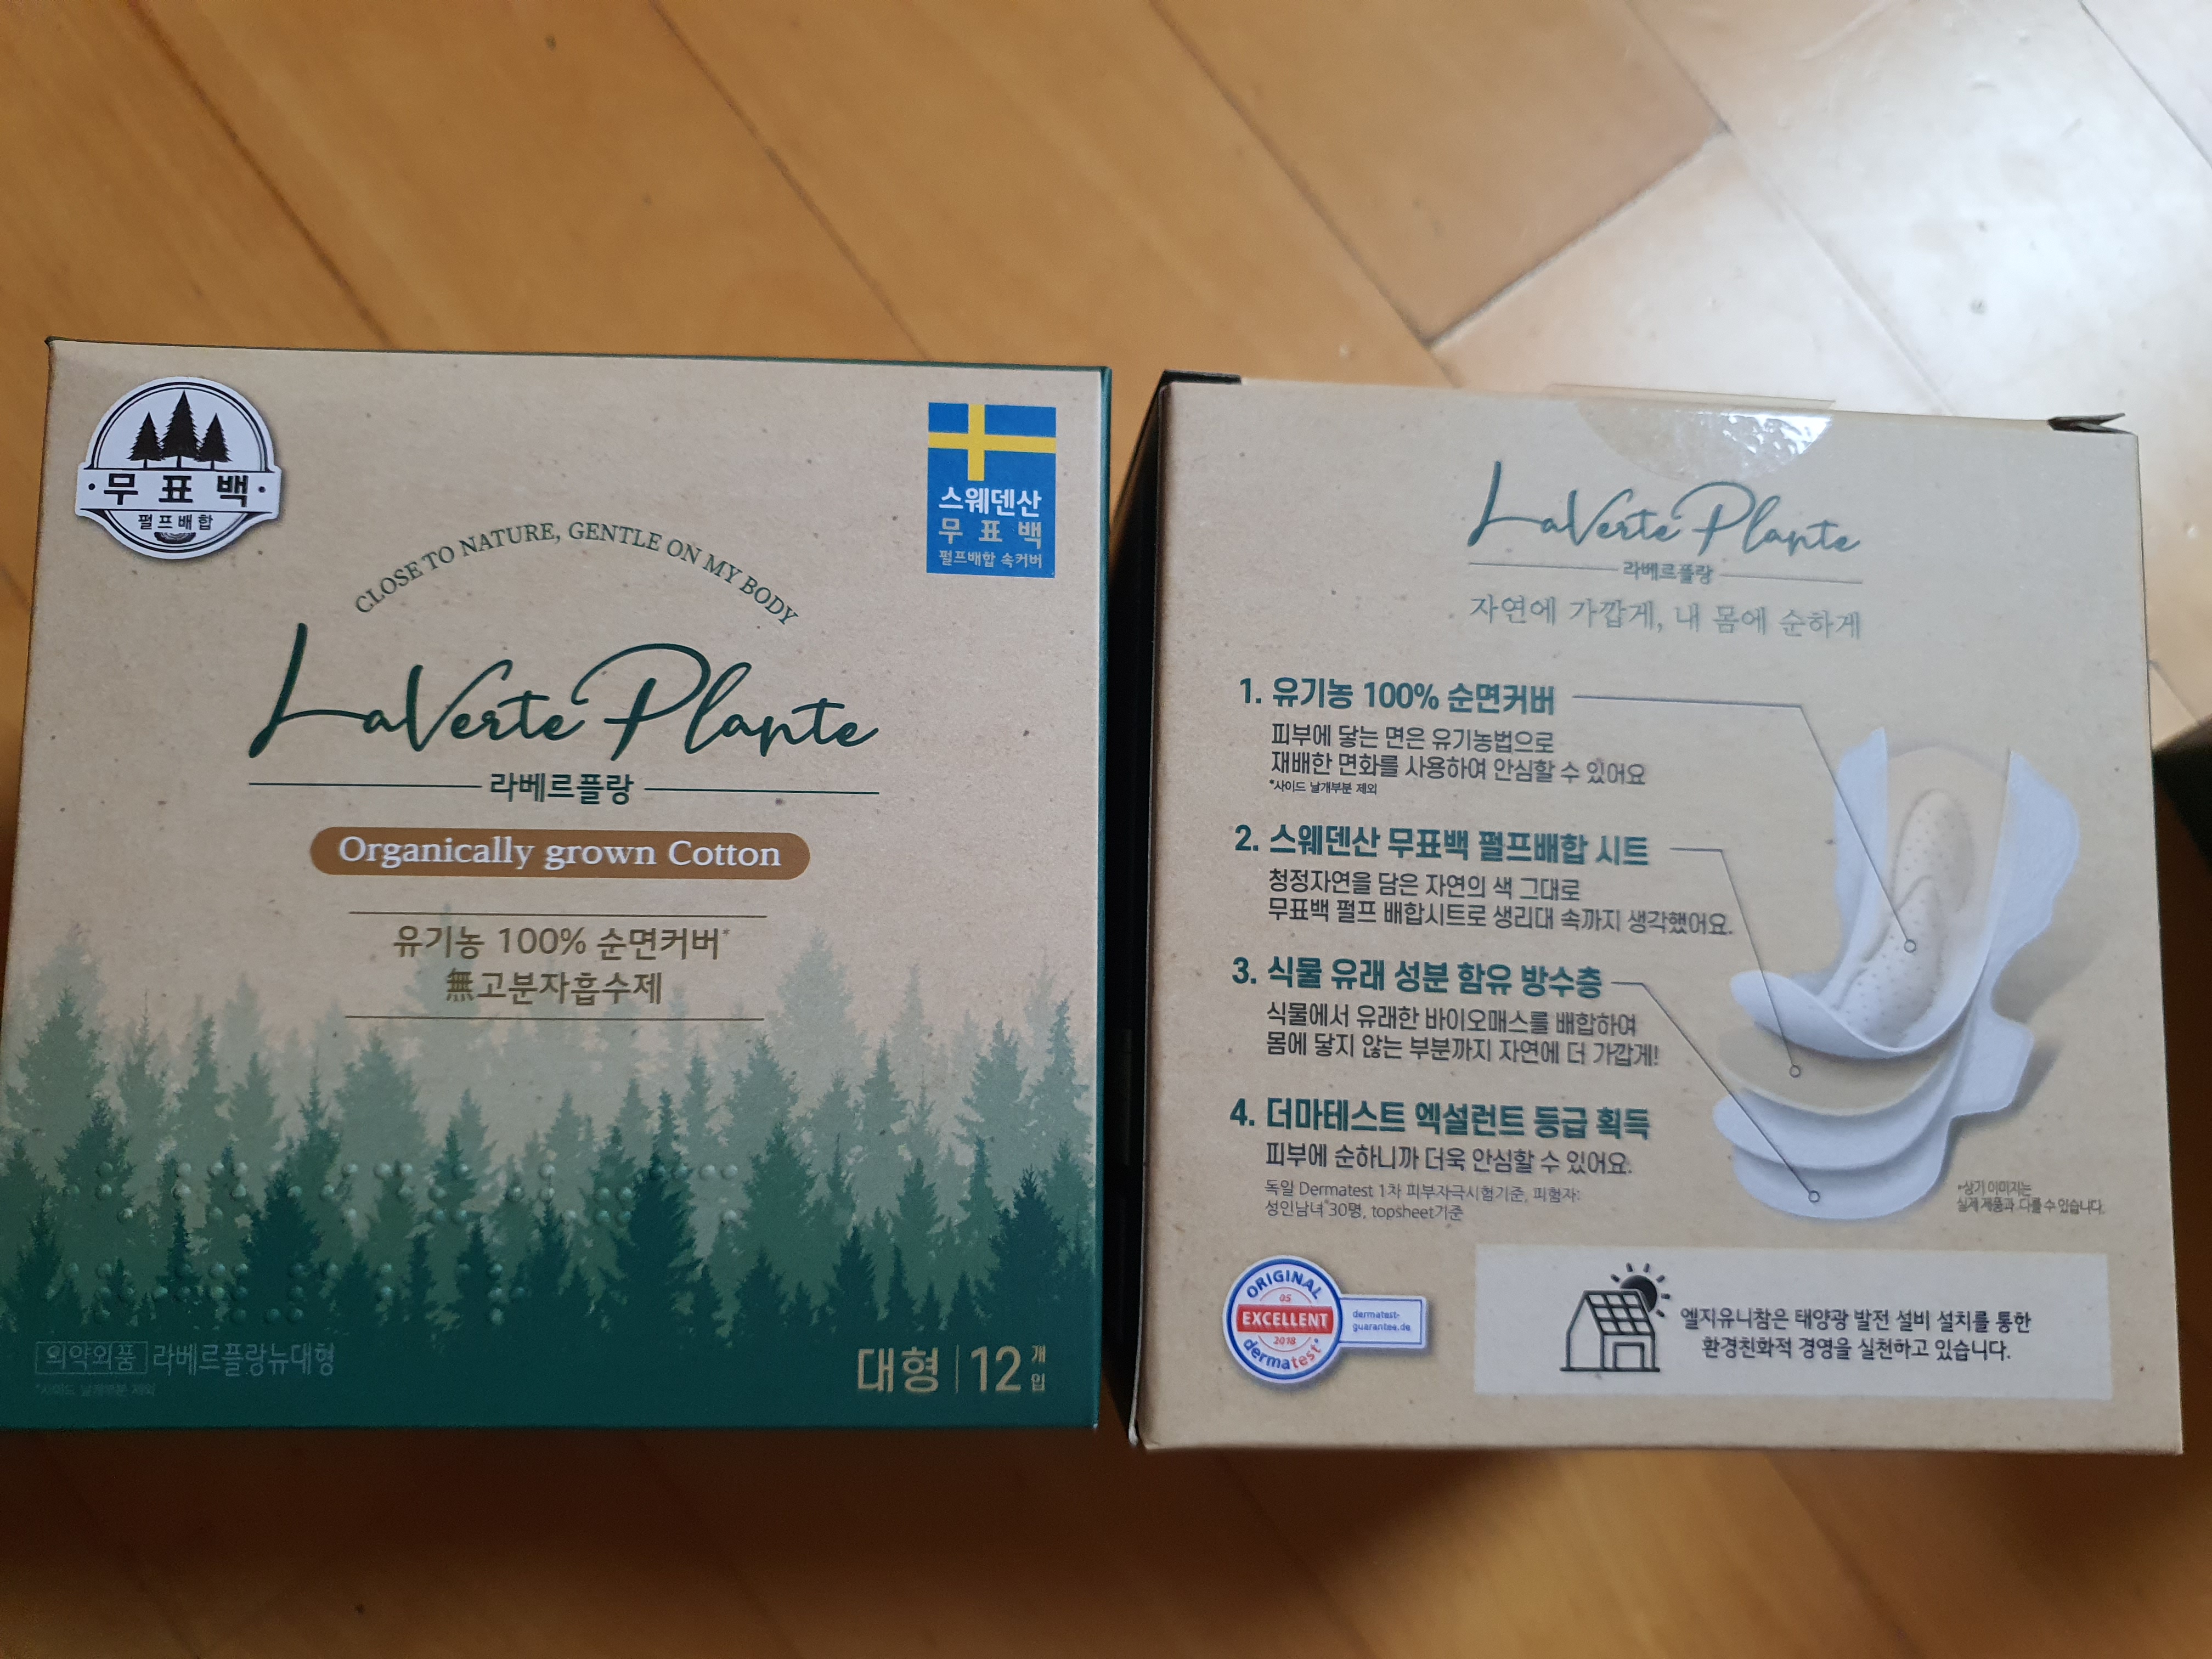 무표백
펄프배합
스웨덴산
무표백
펄프배합 속커버
CLOSE TO NATURE, GENTLE ON MY BODY
LaVerte Plante
라베르플랑
Organically grown Cotton
유기농 100% 순면커버*
無고분자흡수제
의약외품 라베르플랑뉴대형
*사이드 날개부분 제외
대형 12개입
LaVerte Plante
라베르플랑
자연에 가깝게, 내 몸에 순하게
1. 유기농 100% 순면커버
피부에 닿는 면은 유기농법으로
재배한 면화를 사용하여 안심할 수 있어요
*사이드 날개부분 제외
2. 스웨덴산 무표백 펄프배합 시트
청정자연을 담은 자연의 색 그대로
무표백 펄프 배합시트로 생리대 속까지 생각했어요.
3. 식물 유래 성분 함유 방수층
식물에서 유래한 바이오매스를 배합하여
몸에 닿지 않는 부분까지 자연에 더 가깝게!
4. 더마테스트 엑설런트 등급 획득
피부에 순하니까 더욱 안심할 수 있어요.
독일 Dermatest 1차 피부자극시험기준, 피험자:
성인남녀 30명, topsheet기준
*상기 이미지는
실제 제품과 다를 수 있습니다.
ORIGINAL
05
EXCELLENT
2018
dermatest
dermatest-
guarantee.de
엘지유니참은 태양광 발전 설비 설치를 통한
환경친화적 경영을 실천하고 있습니다.